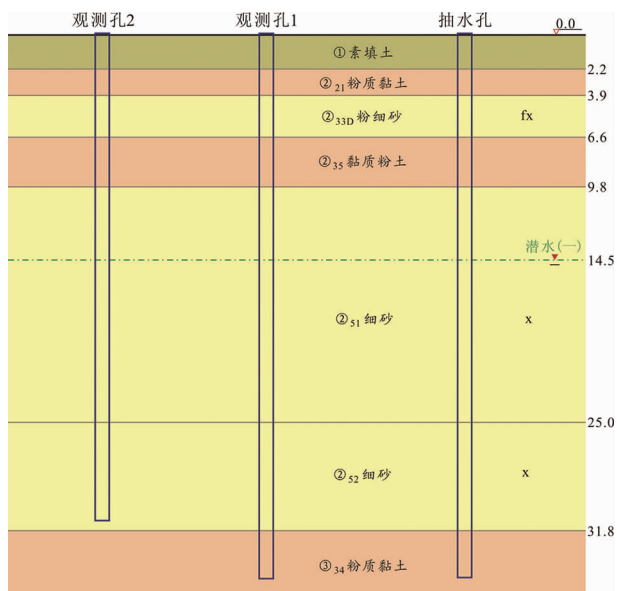 观测孔2 观测孔1 抽水孔 0.0
①素填土
2.2
②21粉质黏土
3.9
②33D粉细砂 fx
6.6
②35黏质粉土
9.8
潜水(一)
14.5
②51细砂 x
25.0
②52细砂 x
31.8
③34粉质黏土